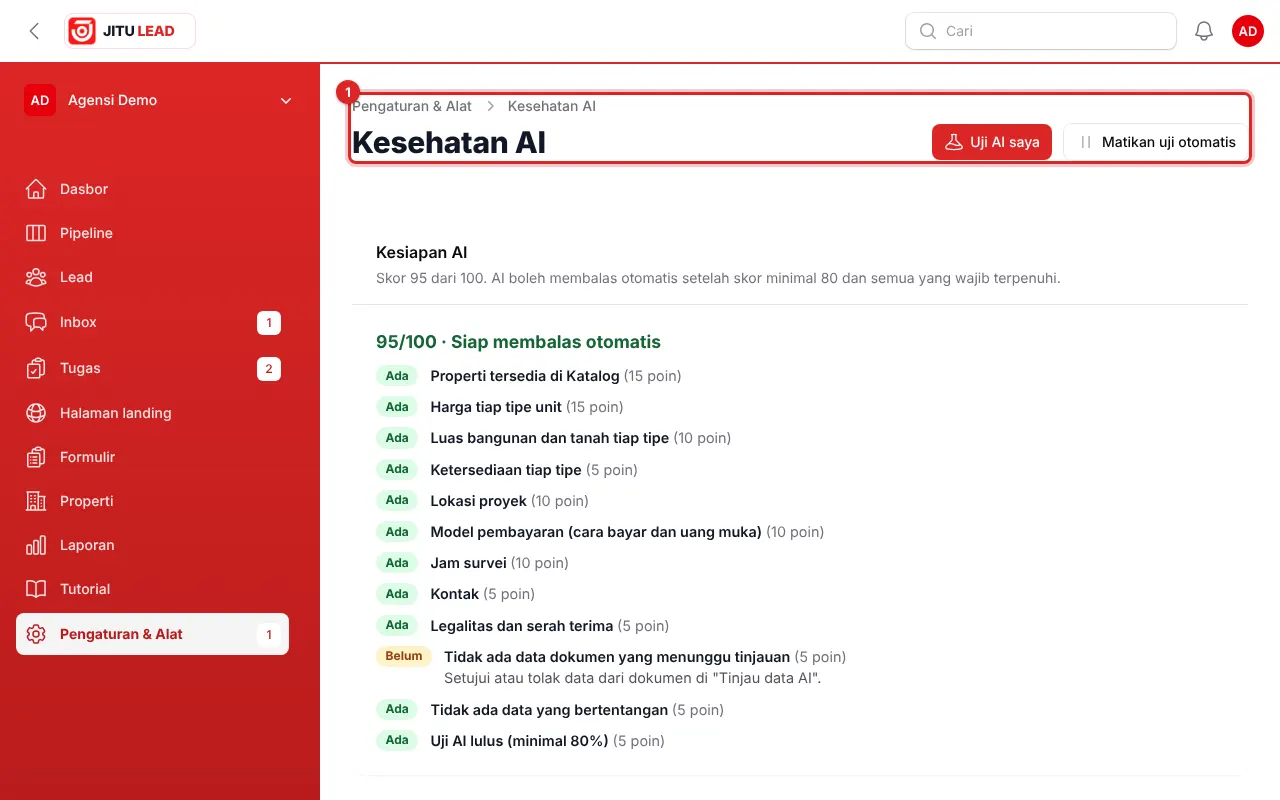 JITU LEAD
Cari
AD
AD
Agensi Demo
Dasbor
Pipeline
Lead
Inbox
1
Tugas
2
Halaman landing
Formulir
Properti
Laporan
Tutorial
Pengaturan & Alat
1
1
Pengaturan & Alat > Kesehatan AI
Kesehatan AI
Uji AI saya
Matikan uji otomatis
Kesiapan AI
Skor 95 dari 100. AI boleh membalas otomatis setelah skor minimal 80 dan semua yang wajib terpenuhi.
95/100 · Siap membalas otomatis
Ada Properti tersedia di Katalog (15 poin)
Ada Harga tiap tipe unit (15 poin)
Ada Luas bangunan dan tanah tiap tipe (10 poin)
Ada Ketersediaan tiap tipe (5 poin)
Ada Lokasi proyek (10 poin)
Ada Model pembayaran (cara bayar dan uang muka) (10 poin)
Ada Jam survei (10 poin)
Ada Kontak (5 poin)
Ada Legalitas dan serah terima (5 poin)
Belum Tidak ada data dokumen yang menunggu tinjauan (5 poin)
Setujui atau tolak data dari dokumen di "Tinjau data AI".
Ada Tidak ada data yang bertentangan (5 poin)
Ada Uji AI lulus (minimal 80%) (5 poin)